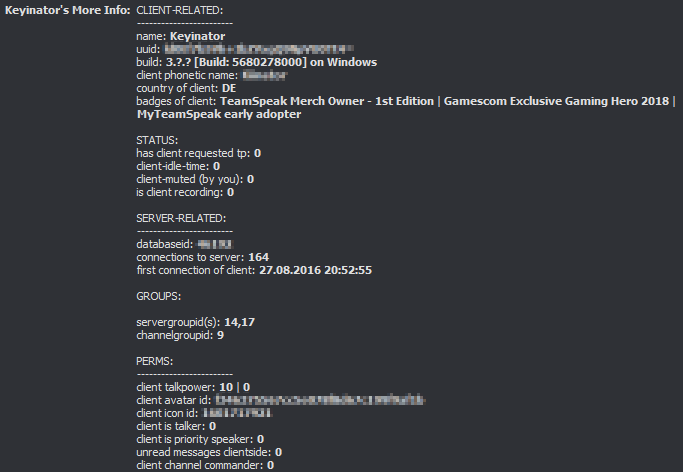 Keyinator's More Info: CLIENT-RELATED:
------------------------
name: Keyinator
uuid:
build: 3.?.? [Build: 5680278000] on Windows
client phonetic name:
country of client: DE
badges of client: TeamSpeak Merch Owner - 1st Edition | Gamescom Exclusive Gaming Hero 2018 |
MyTeamSpeak early adopter
STATUS:
has client requested tp: 0
client-idle-time: 0
client-muted (by you): 0
is client recording: 0
SERVER-RELATED:
------------------------
databaseid:
connections to server: 164
first connection of client: 27.08.2016 20:52:55
GROUPS:
servergroupid(s): 14,17
channelgroupid: 9
PERMS:
------------------------
client talkpower: 10 | 0
client avatar id:
client icon id:
client is talker: 0
client is priority speaker: 0
unread messages clientside: 0
client channel commander: 0